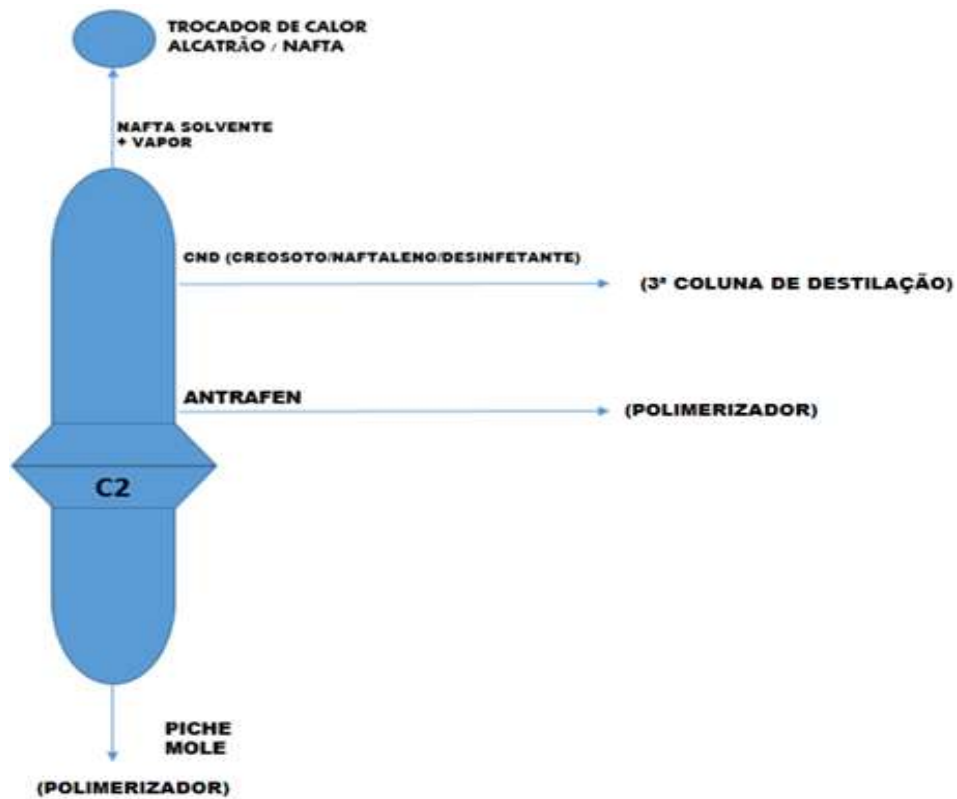 TROCADOR DE CALOR
ALCATRÃO / NAFTA
NAFTA SOLVENTE
+ VAPOR
CND (CREOSOTO/NAFTALENO/DESINFETANTE)
(3ª COLUNA DE DESTILAÇÃO)
ANTRAFEN
(POLIMERIZADOR)
C2
PICHE
MOLE
(POLIMERIZADOR)